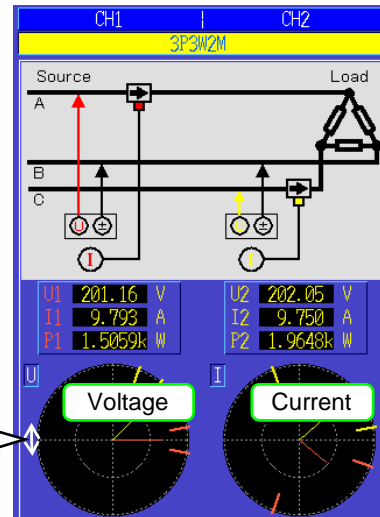 CH1 CH2
3P3W2M
Source Load
A
B
C
U ± ±
I
U1 201.16 V U2 202.05 V
I1 9.793 A I2 9.750 A
P1 1.5059k W P2 1.9648k W
U I
Voltage Current